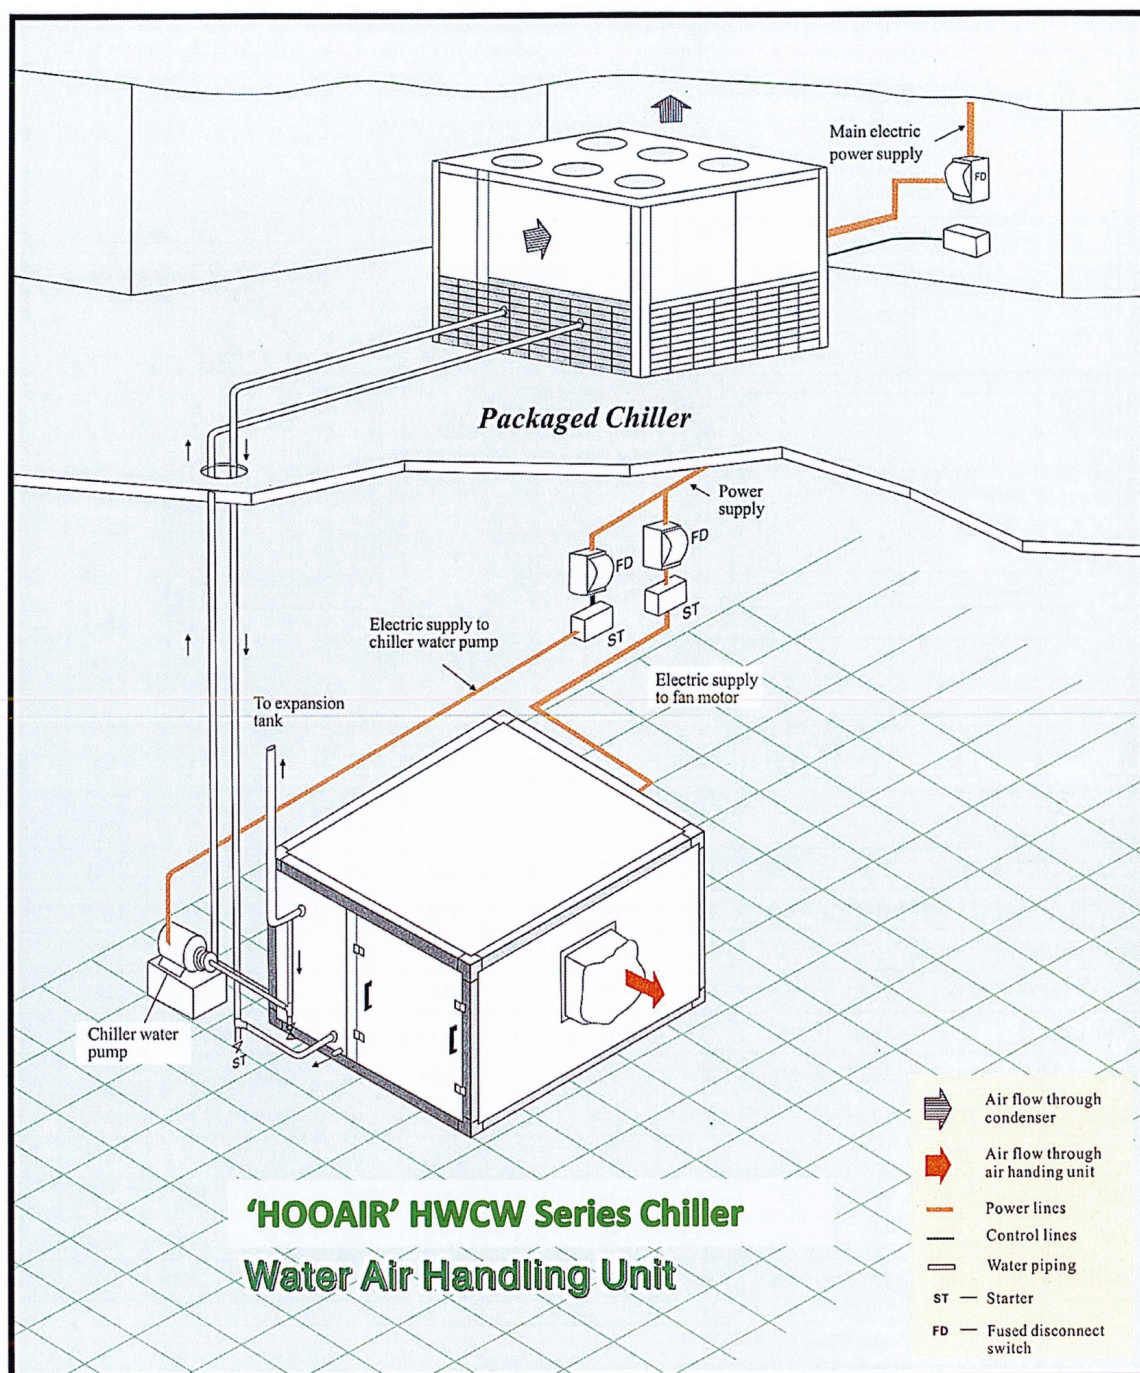 Main electric
power supply
FD
Packaged Chiller
Power
supply
FD
FD
ST
ST
Electric supply to
chiller water pump
Electric supply
to fan motor
To expansion
tank
Chiller water
pump
ST
Air flow through
condenser
Air flow through
air handing unit
Power lines
Control lines
Water piping
ST — Starter
FD — Fused disconnect
switch
‘HOOAIR’ HWCW Series Chiller
Water Air Handling Unit